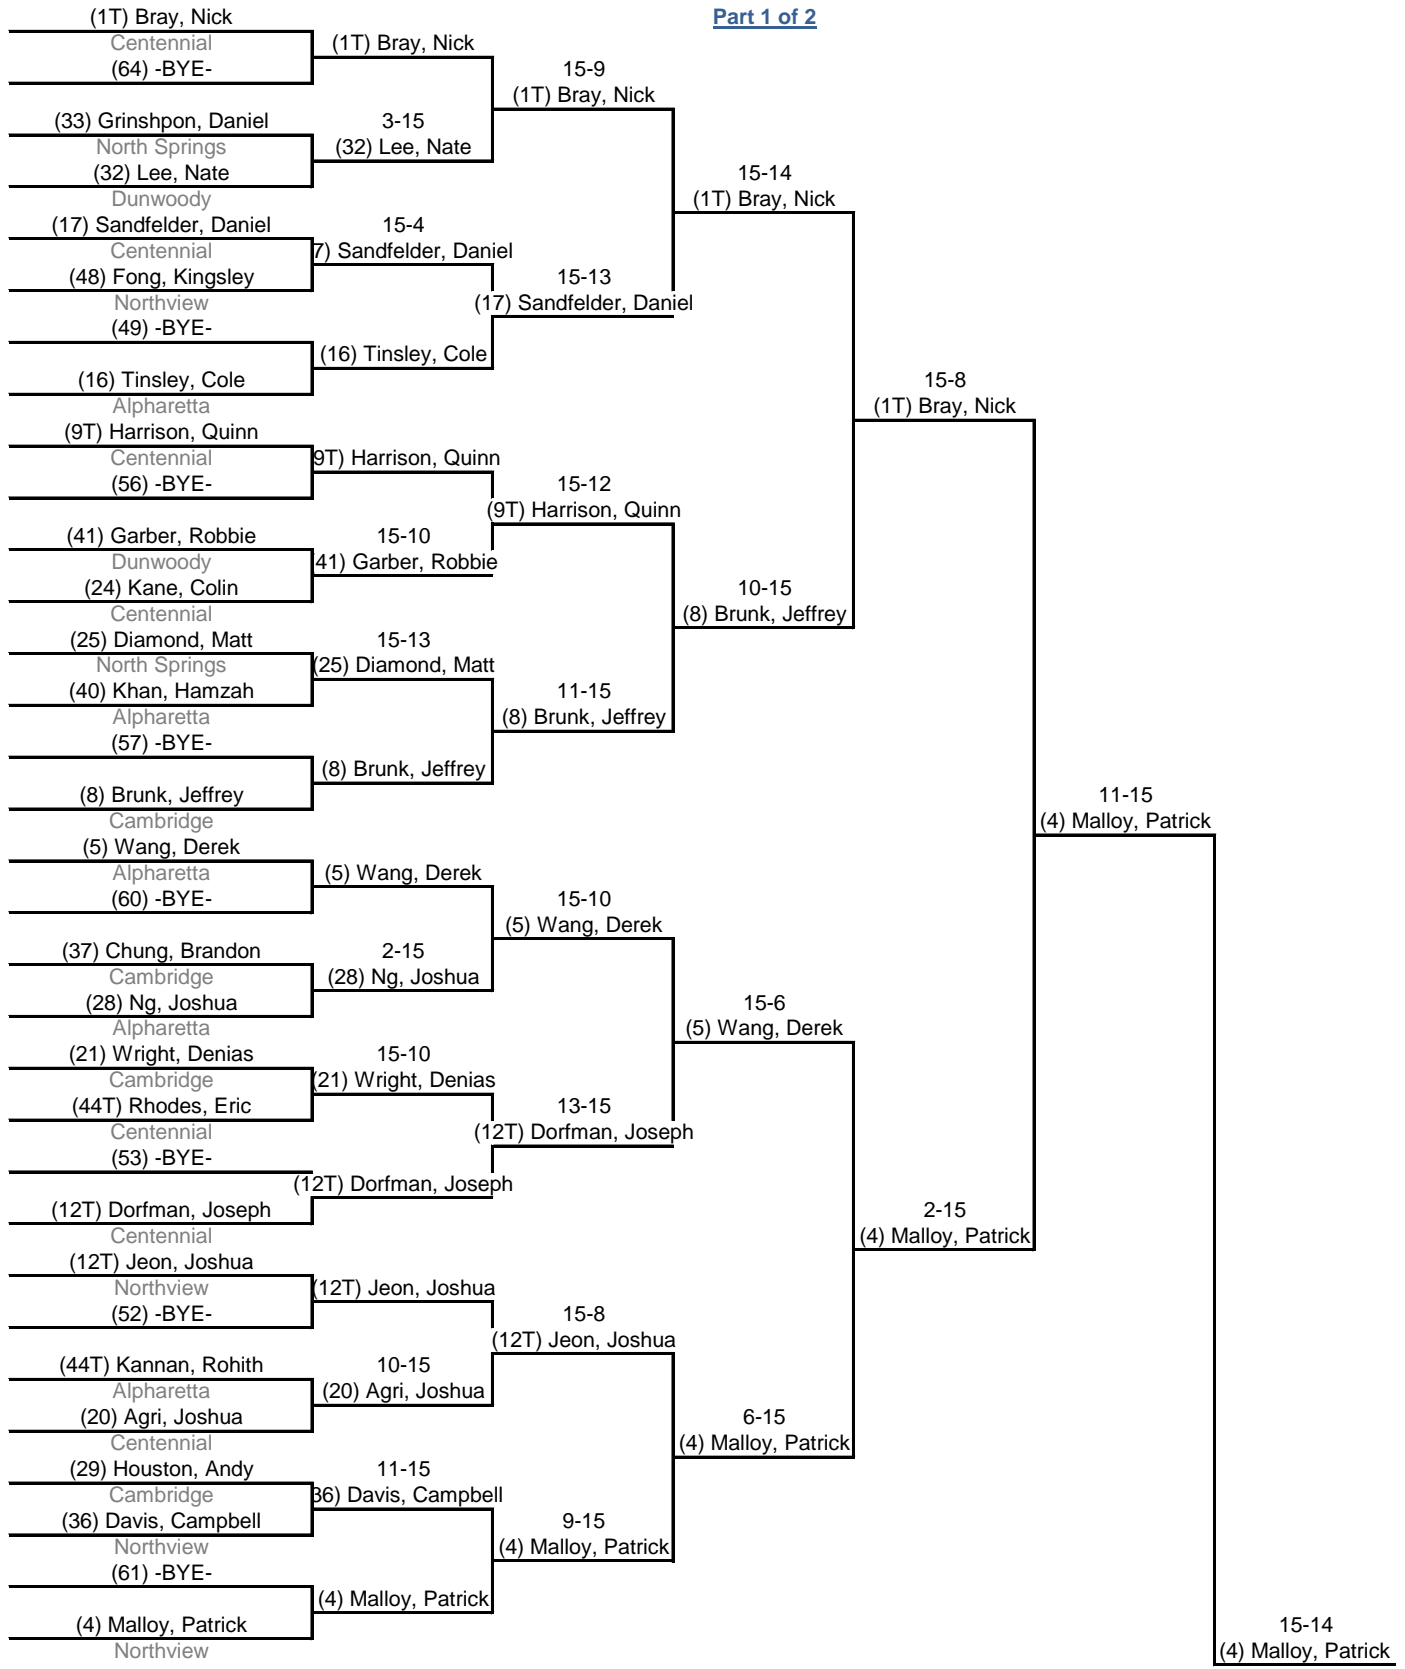 Part 1 of 2
(1T) Bray, Nick
Centennial
(64) -BYE-
(33) Grinshpon, Daniel
North Springs
(32) Lee, Nate
Dunwoody
(17) Sandfelder, Daniel
Centennial
(48) Fong, Kingsley
Northview
(49) -BYE-
(16) Tinsley, Cole
Alpharetta
(9T) Harrison, Quinn
Centennial
(56) -BYE-
(41) Garber, Robbie
Dunwoody
(24) Kane, Colin
Centennial
(25) Diamond, Matt
North Springs
(40) Khan, Hamzah
Alpharetta
(57) -BYE-
(8) Brunk, Jeffrey
Cambridge
(5) Wang, Derek
Alpharetta
(60) -BYE-
(37) Chung, Brandon
Cambridge
(28) Ng, Joshua
Alpharetta
(21) Wright, Denias
Cambridge
(44T) Rhodes, Eric
Centennial
(53) -BYE-
(12T) Dorfman, Joseph
Centennial
(12T) Jeon, Joshua
Northview
(52) -BYE-
(44T) Kannan, Rohith
Alpharetta
(20) Agri, Joshua
Centennial
(29) Houston, Andy
Cambridge
(36) Davis, Campbell
Northview
(61) -BYE-
(4) Malloy, Patrick
Northview
(1T) Bray, Nick
3-15
(32) Lee, Nate
15-4
7) Sandfelder, Daniel
(16) Tinsley, Cole
9T) Harrison, Quinn
15-10
41) Garber, Robbie
15-13
(25) Diamond, Matt
(8) Brunk, Jeffrey
(5) Wang, Derek
2-15
(28) Ng, Joshua
15-10
(21) Wright, Denias
(12T) Dorfman, Joseph
(12T) Jeon, Joshua
10-15
(20) Agri, Joshua
11-15
36) Davis, Campbell
(4) Malloy, Patrick
15-9
(1T) Bray, Nick
15-13
(17) Sandfelder, Daniel
15-12
(9T) Harrison, Quinn
11-15
(8) Brunk, Jeffrey
15-10
(5) Wang, Derek
13-15
(12T) Dorfman, Joseph
15-8
(12T) Jeon, Joshua
9-15
(4) Malloy, Patrick
15-14
(1T) Bray, Nick
10-15
(8) Brunk, Jeffrey
15-6
(5) Wang, Derek
6-15
(4) Malloy, Patrick
15-8
(1T) Bray, Nick
2-15
(4) Malloy, Patrick
11-15
(4) Malloy, Patrick
15-14
(4) Malloy, Patrick